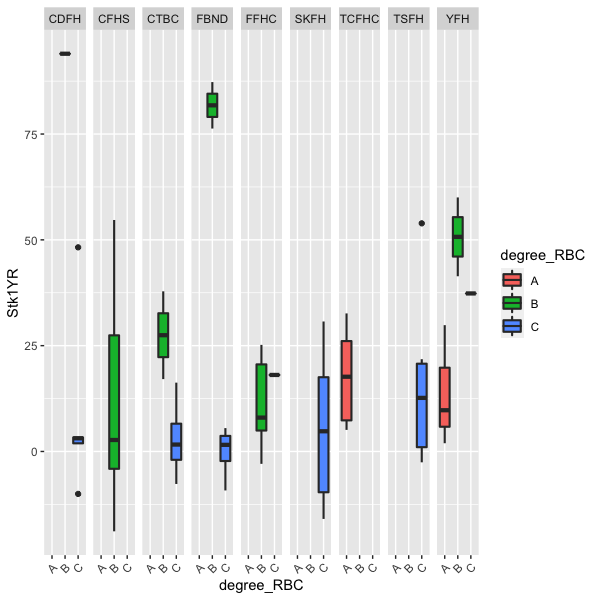 CDFH CFHS CTBC FBND FFHC SKFH TCFHC TSFH YFH
75
50
25
0
Stk1YR
A B C A B C A B C A B C A B C A B C A B C A B C A B C
degree_RBC
degree_RBC
A
B
C